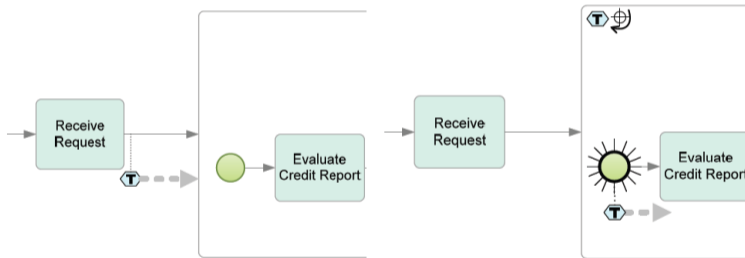 T
Receive
Request
T
Evaluate
Credit Report
Receive
Request
Evaluate
Credit Report
T